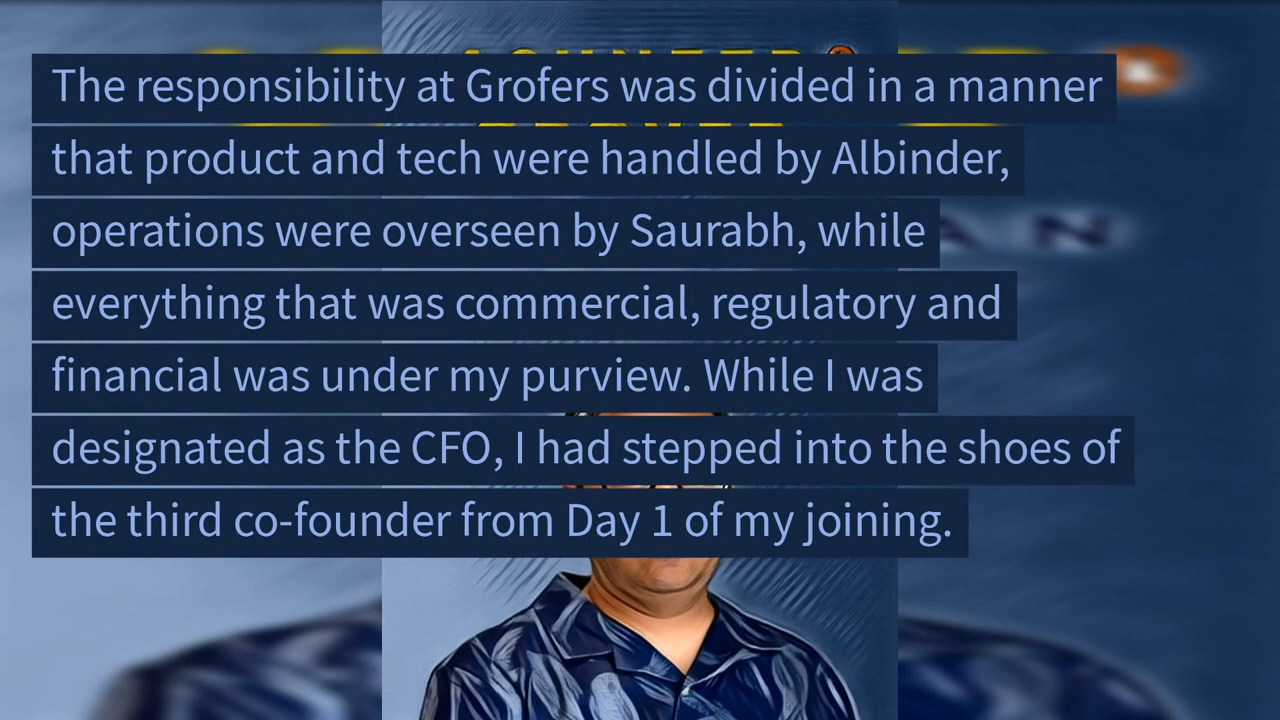 The responsibility at Grofers was divided in a manner
that product and tech were handled by Albinder,
operations were overseen by Saurabh, while
everything that was commercial, regulatory and
financial was under my purview. While I was
designated as the CFO, I had stepped into the shoes of
the third co-founder from Day 1 of my joining.